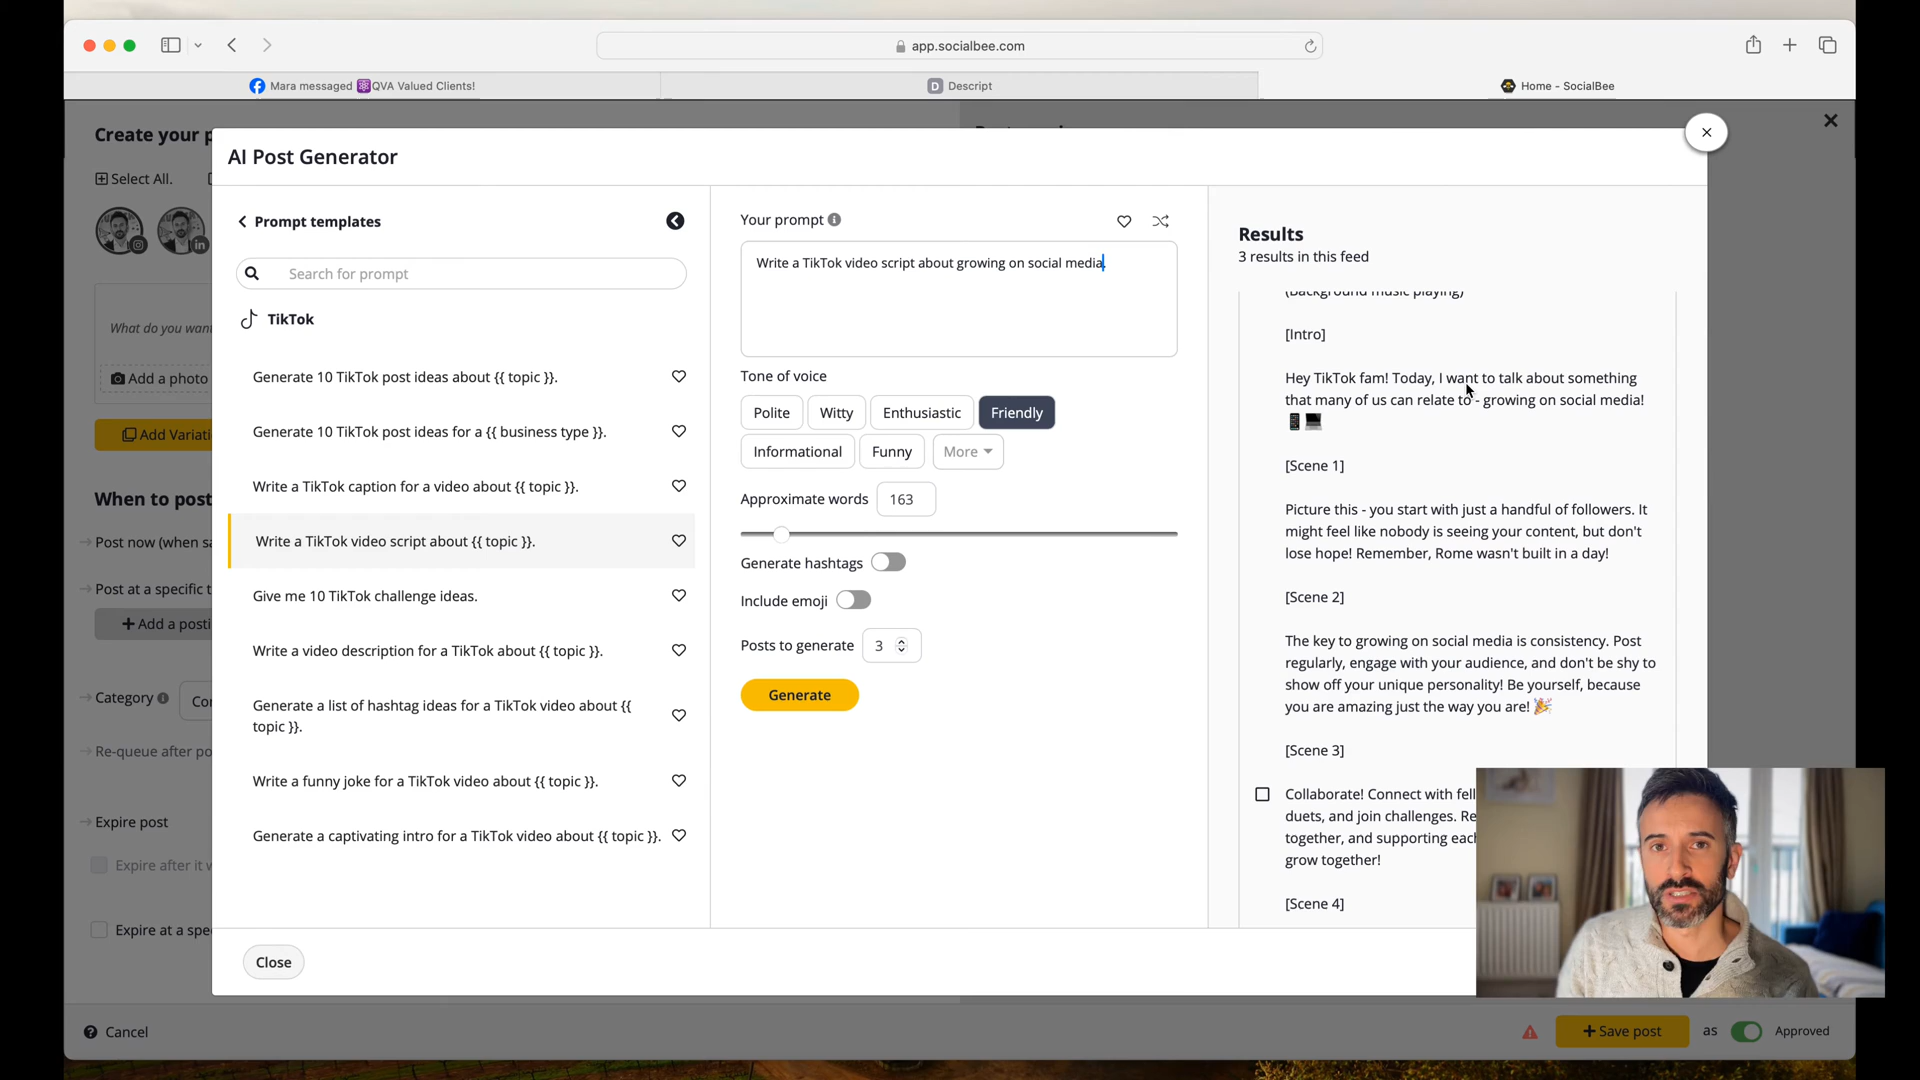 app.socialbee.com
Mara messaged ⚛QVA Valued Clients!
Descript
Home - SocialBee
Create your p
Select All.
AI Post Generator
Prompt templates
Search for prompt
TikTok
Generate 10 TikTok post ideas about {{ topic }}.
Generate 10 TikTok post ideas for a {{ business type }}.
Write a TikTok caption for a video about {{ topic }}.
Write a TikTok video script about {{ topic }}.
Give me 10 TikTok challenge ideas.
Write a video description for a TikTok about {{ topic }}.
Generate a list of hashtag ideas for a TikTok video about {{
topic }}.
Write a funny joke for a TikTok video about {{ topic }}.
Generate a captivating intro for a TikTok video about {{ topic }}.
Close
Your prompt
Write a TikTok video script about growing on social media.
Tone of voice
Polite
Witty
Enthusiastic
Friendly
Informational
Funny
More
Approximate words 163
Generate hashtags
Include emoji
Posts to generate 3
Generate
Results
3 results in this feed
(Background music playing)
[Intro]
Hey TikTok fam! Today, I want to talk about something
that many of us can relate to - growing on social media!
📱💻
[Scene 1]
Picture this - you start with just a handful of followers. It
might feel like nobody is seeing your content, but don't
lose hope! Remember, Rome wasn't built in a day!
[Scene 2]
The key to growing on social media is consistency. Post
regularly, engage with your audience, and don't be shy to
show off your unique personality! Be yourself, because
you are amazing just the way you are! 🎉
[Scene 3]
Collaborate! Connect with fell
duets, and join challenges. Re
together, and supporting each
grow together!
[Scene 4]
What do you want
Add a photo
Add Variati
When to post
Post now (when sa
Post at a specific t
Add a posti
Category
Con
Re-queue after po
Expire post
Expire after it w
Expire at a spe
Cancel
Save post
as
Approved